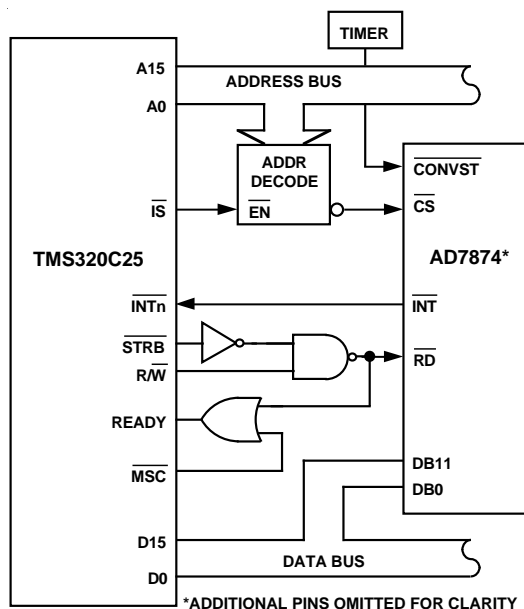 TIMER
A15
ADDRESS BUS
A0
ADDR
DECODE
CONVST
IS
EN
CS
TMS320C25
AD7874*
INTn
INT
STRB
R/W
RD
READY
MSC
DB11
DB0
D15
DATA BUS
D0
*ADDITIONAL PINS OMITTED FOR CLARITY